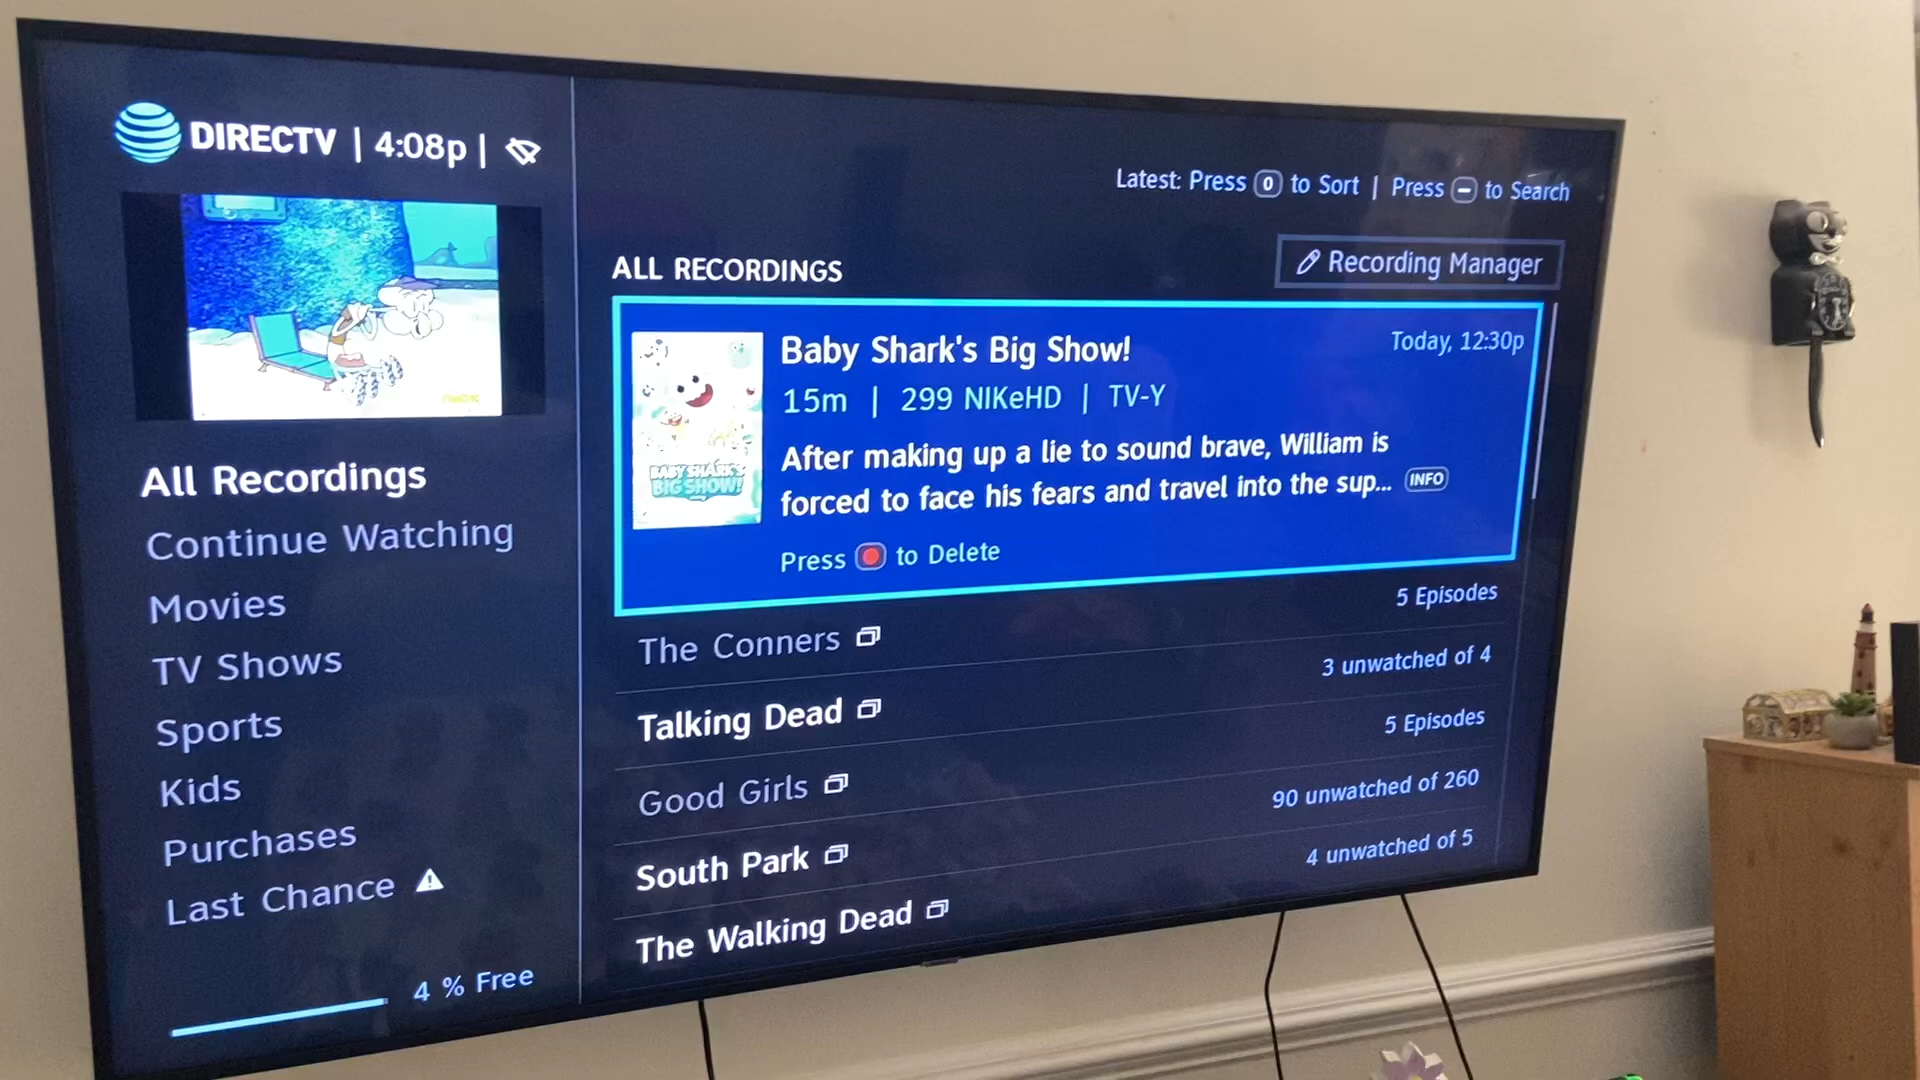 DIRECTV | 4:08p |
All Recordings
Continue Watching
Movies
TV Shows
Sports
Kids
Purchases
Last Chance
4 % Free
Latest: Press 0 to Sort | Press – to Search
ALL RECORDINGS
Recording Manager
BABY SHARK'S
BIG SHOW!
Baby Shark's Big Show!
Today, 12:30p
15m | 299 NIKeHD | TV-Y
After making up a lie to sound brave, William is
forced to face his fears and travel into the sup... INFO
Press to Delete
The Conners 5 Episodes
Talking Dead 3 unwatched of 4
Good Girls 5 Episodes
South Park 90 unwatched of 260
The Walking Dead 4 unwatched of 5